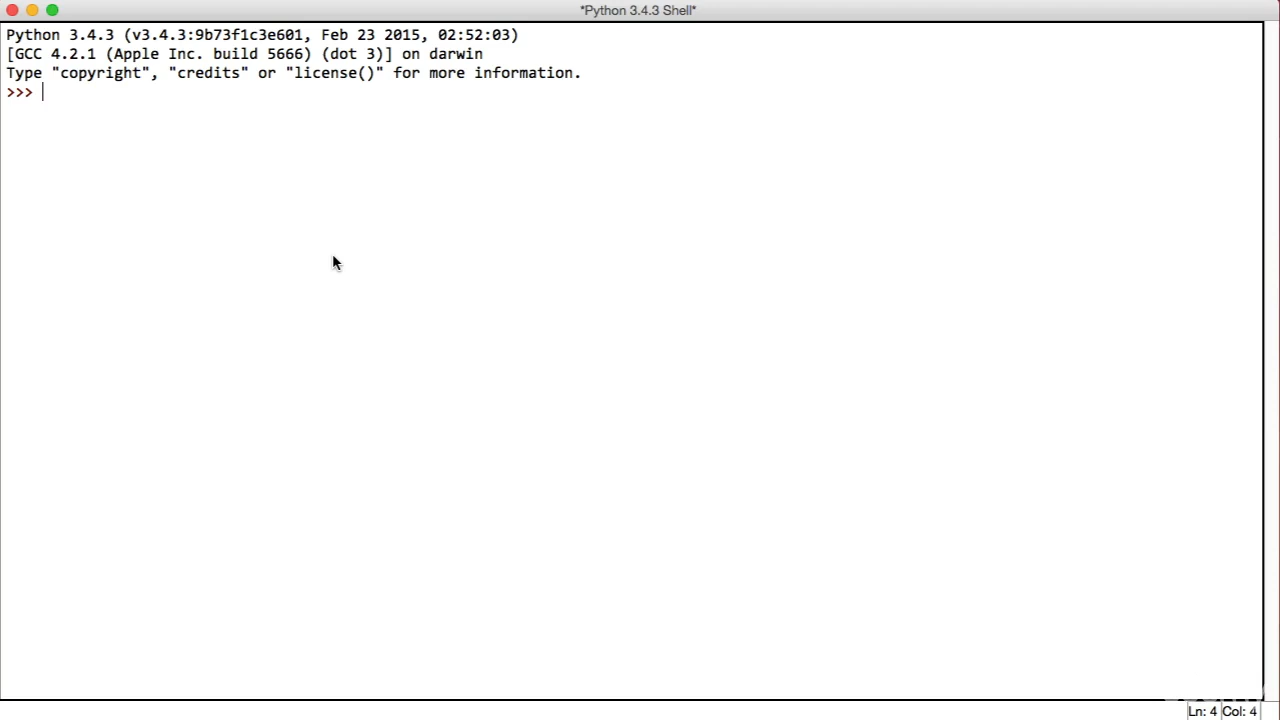 *Python 3.4.3 Shell*
Python 3.4.3 (v3.4.3:9b73f1c3e601, Feb 23 2015, 02:52:03)
[GCC 4.2.1 (Apple Inc. build 5666) (dot 3)] on darwin
Type "copyright", "credits" or "license()" for more information.
>>>
Ln: 4 Col: 4